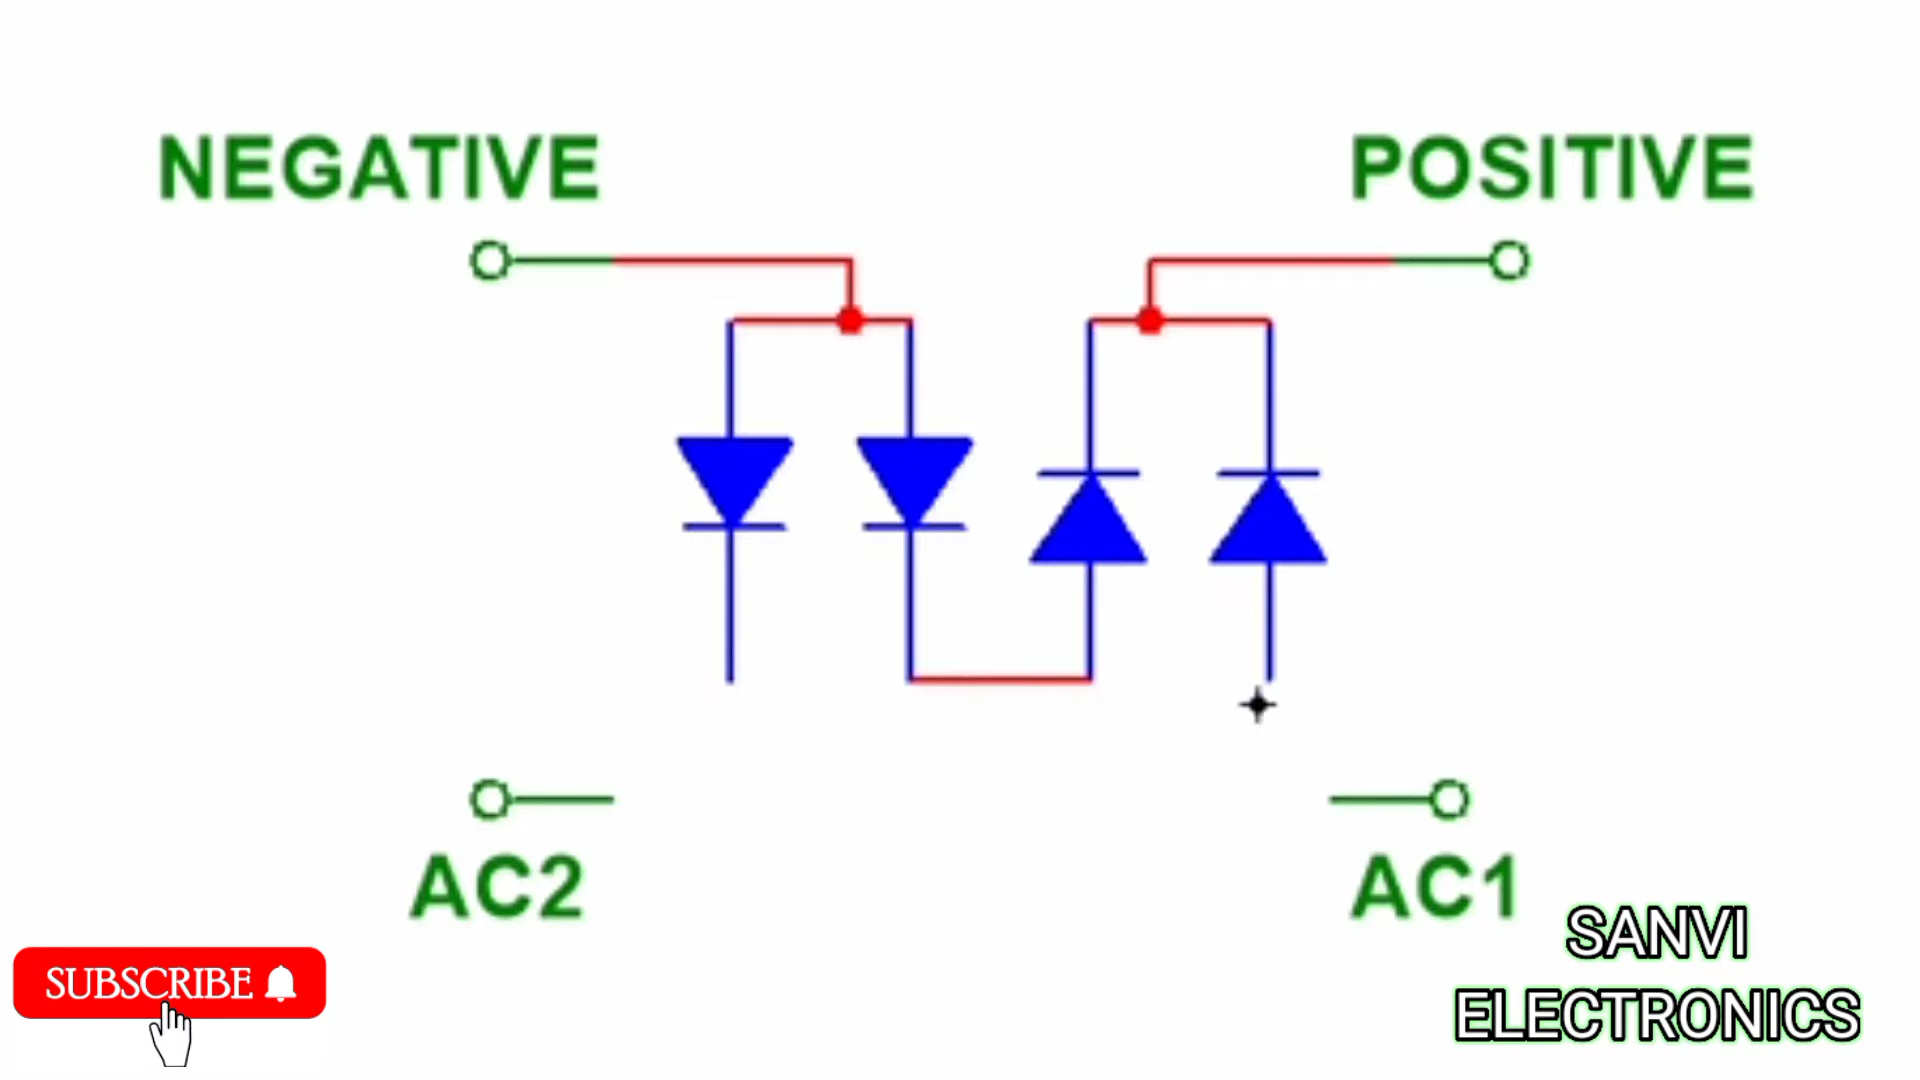 NEGATIVE
POSITIVE
AC2
AC1
SANVI
ELECTRONICS
SUBSCRIBE